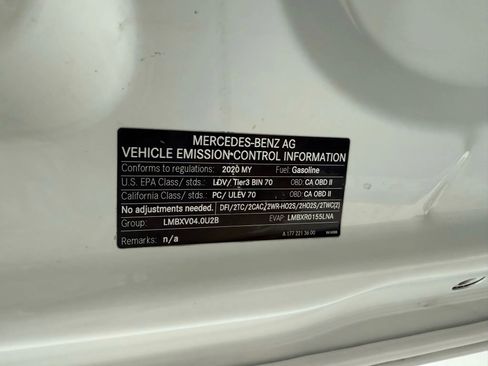 MERCEDES-BENZ AG
VEHICLE EMISSION CONTROL INFORMATION
Conforms to regulations: 2020 MY Fuel: Gasoline
U.S. EPA Class/ stds.: LDV/ Tier3 BIN 70 OBD: CA OBD II
California Class/ stds.: PC/ ULEV 70 OBD: CA OBD II
No adjustments needed. DFI/2TC/2CAC/2WR-HO2S/2HO2S/2TWC(2)
Group: LMBXV04.0U2B EVAP: LMBXR0155LNA
Remarks: n/a A 177 221 36 00